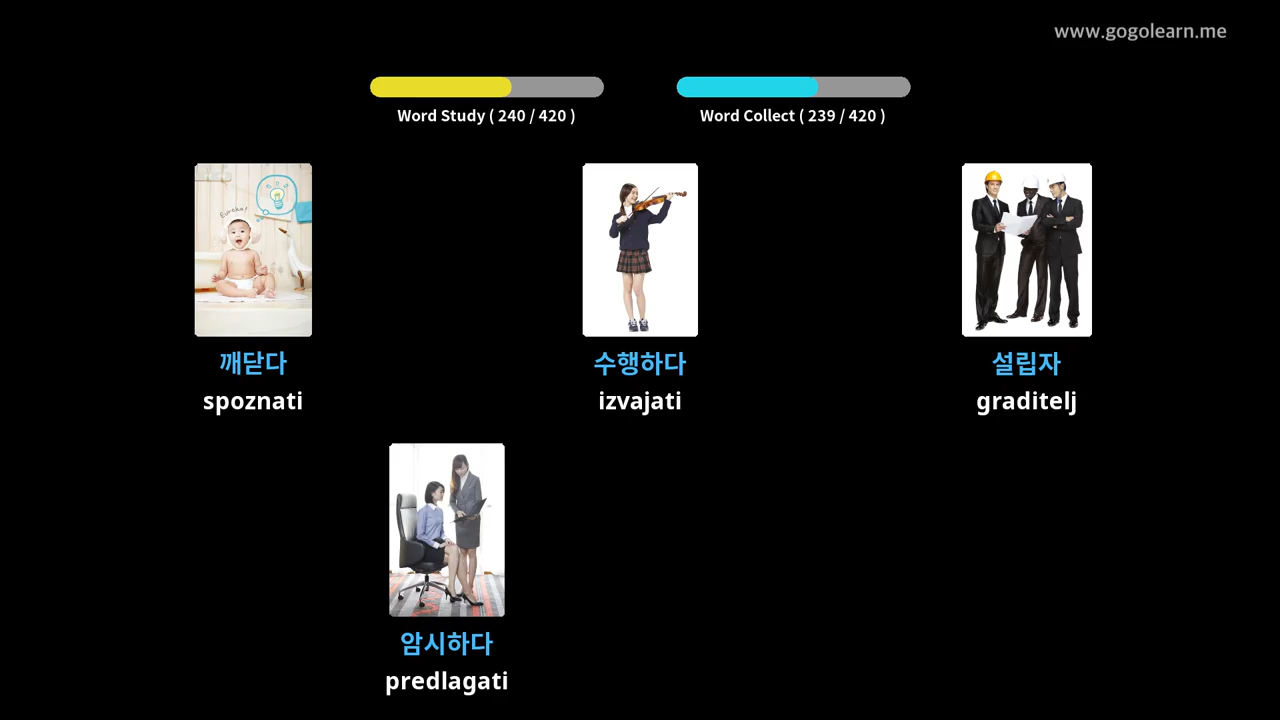 www.gogolearn.me
Word Study ( 240 / 420 )
Word Collect ( 239 / 420 )
Eureka!
깨닫다
spoznati
수행하다
izvajati
설립자
graditelj
암시하다
predlagati